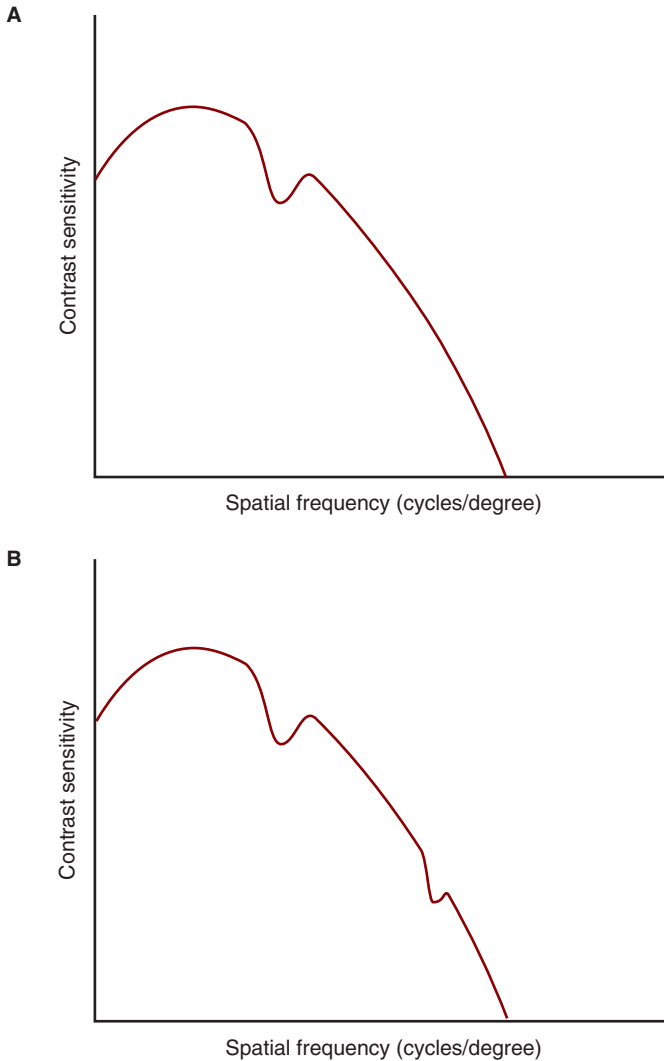 A
Contrast sensitivity
Spatial frequency (cycles/degree)
B
Contrast sensitivity
Spatial frequency (cycles/degree)